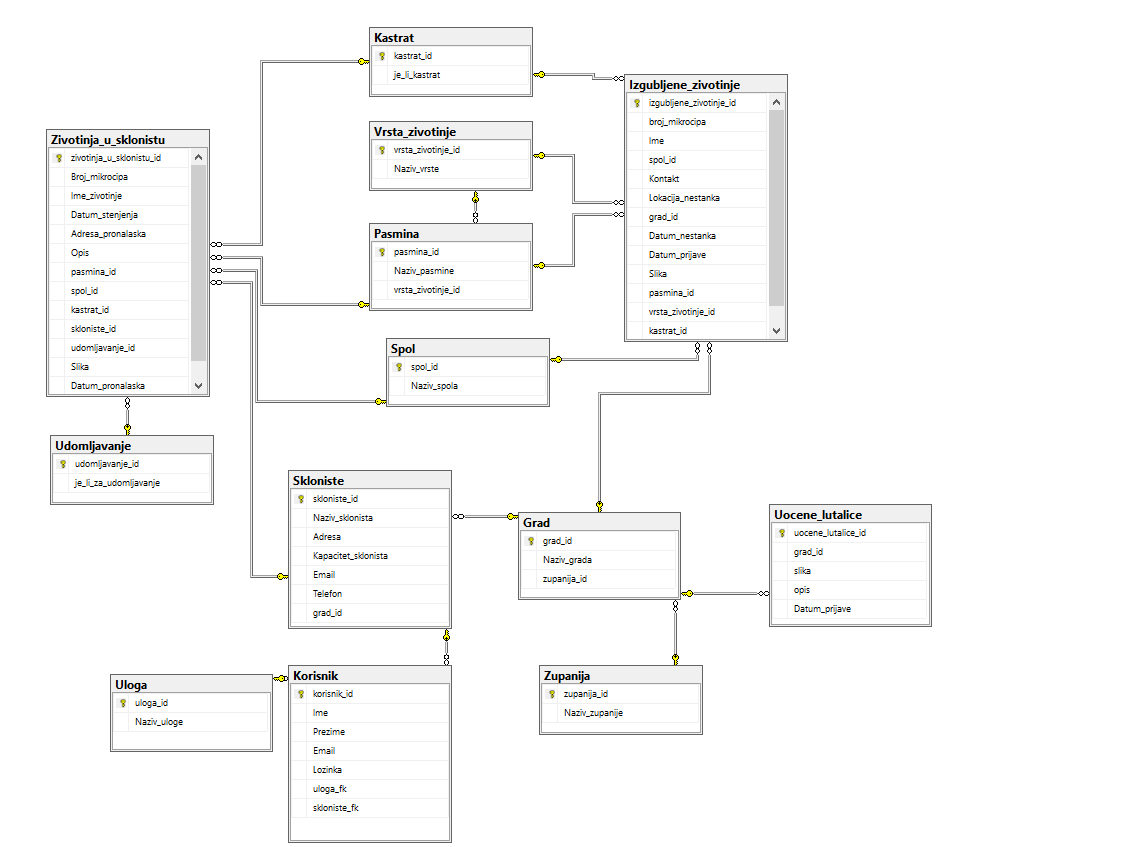 Kastrat
kastrat_id
je_li_kastrat
Izgubljene_zivotinje
izgubljene_zivotinje_id
broj_mikrocipa
Ime
spol_id
Kontakt
Lokacija_nestanka
grad_id
Datum_nestanka
Datum_prijave
Slika
pasmina_id
vrsta_zivotinje_id
kastrat_id
Vrsta_zivotinje
vrsta_zivotinje_id
Naziv_vrste
Zivotinja_u_sklonistu
zivotinja_u_sklonistu_id
Broj_mikrocipa
Ime_zivotinje
Datum_stenjenja
Adresa_pronalaska
Opis
pasmina_id
spol_id
kastrat_id
skloniste_id
udomljavanje_id
Slika
Datum_pronalaska
Pasmina
pasmina_id
Naziv_pasmine
vrsta_zivotinje_id
Spol
spol_id
Naziv_spola
Udomljavanje
udomljavanje_id
je_li_za_udomljavanje
Skloniste
skloniste_id
Naziv_sklonista
Adresa
Kapacitet_sklonista
Email
Telefon
grad_id
Grad
grad_id
Naziv_grada
zupanija_id
Uocene_lutalice
uocene_lutalice_id
grad_id
slika
opis
Datum_prijave
Uloga
uloga_id
Naziv_uloge
Korisnik
korisnik_id
Ime
Prezime
Email
Lozinka
uloga_fk
skloniste_fk
Zupanija
zupanija_id
Naziv_zupanije